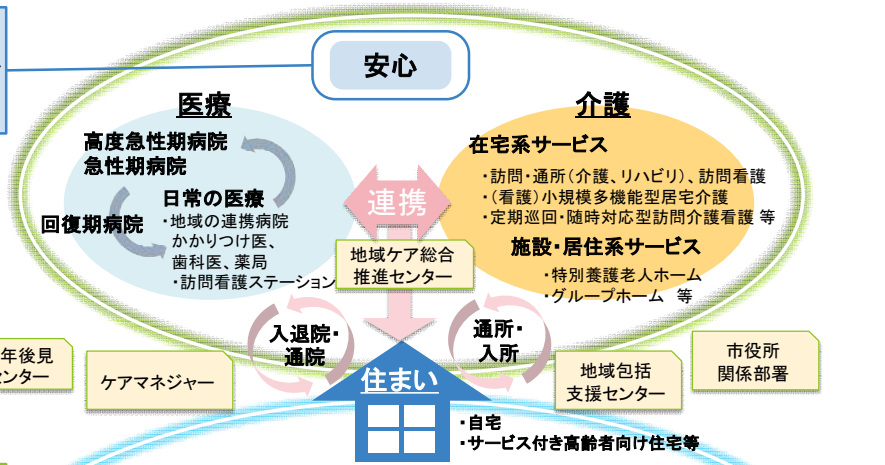 安心
医療
高度急性期病院
急性期病院
日常の医療
・地域の連携病院
かかりつけ医、
歯科医、薬局
・訪問看護ステーション
回復期病院
連携
地域ケア総合
推進センター
介護
在宅系サービス
・訪問・通所（介護、リハビリ）、訪問看護
・（看護）小規模多機能型居宅介護
・定期巡回・随時対応型訪問介護看護 等
施設・居住系サービス
・特別養護老人ホーム
・グループホーム 等
入退院・
通院
通所・
入所
年後見
ンター
ケアマネジャー
住まい
・自宅
・サービス付き高齢者向け住宅等
地域包括
支援センター
市役所
関係部署